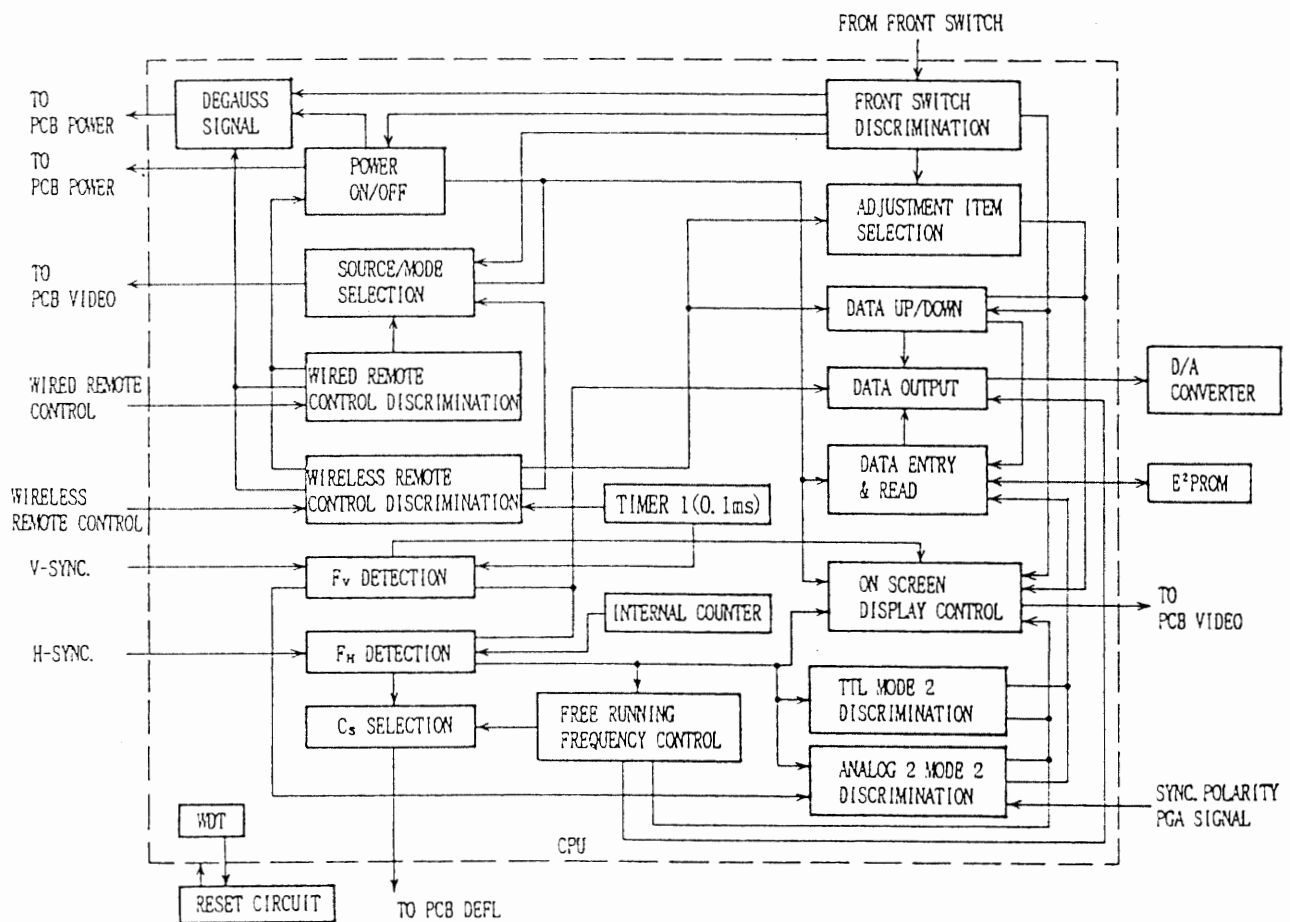 FROM FRONT SWITCH
TO
PCB POWER
DEGAUSS
SIGNAL
FRONT SWITCH
DISCRIMINATION
TO
PCB POWER
POWER
ON/OFF
ADJUSTMENT ITEM
SELECTION
TO
PCB VIDEO
SOURCE/MODE
SELECTION
DATA UP/DOWN
WIRED REMOTE
CONTROL
WIRED REMOTE
CONTROL DISCRIMINATION
DATA OUTPUT
D/A
CONVERTER
WIRELESS
REMOTE CONTROL
WIRELESS REMOTE
CONTROL DISCRIMINATION
TIMER 1(0.1ms)
DATA ENTRY
& READ
E²PROM
V-SYNC.
Fv DETECTION
ON SCREEN
DISPLAY CONTROL
TO
PCB VIDEO
INTERNAL COUNTER
H-SYNC.
FH DETECTION
TTL MODE 2
DISCRIMINATION
Cs SELECTION
FREE RUNNING
FREQUENCY CONTROL
ANALOG 2 MODE 2
DISCRIMINATION
SYNC.POLARITY
PGA SIGNAL
WDT
CPU
RESET CIRCUIT
TO PCB DEFL